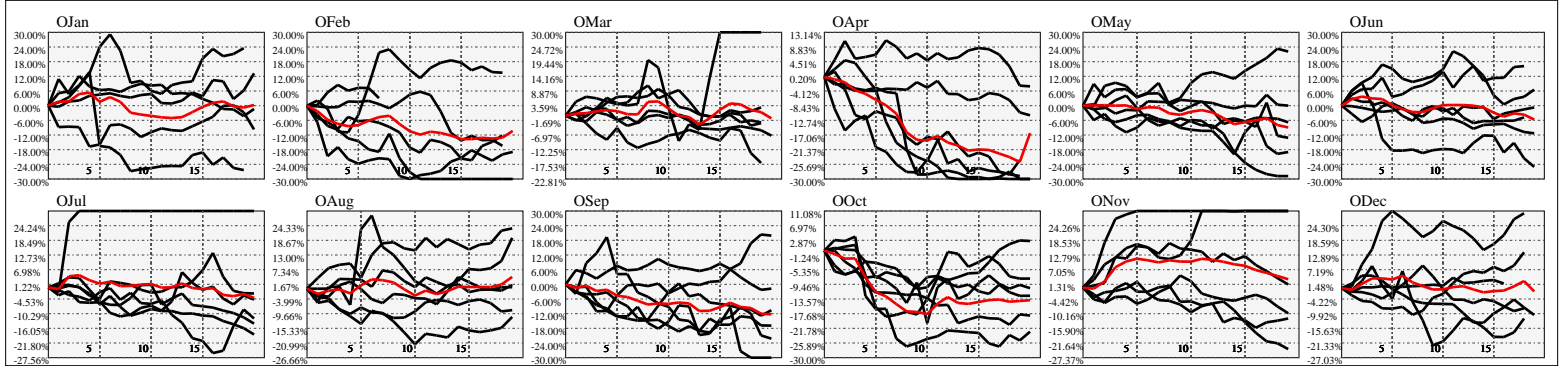 OJan OFeb OMar OApr OMay OJun
30.00% 30.00% 30.00% 13.14% 30.00% 30.00%
24.00% 24.00% 24.72% 8.83% 24.00% 24.00%
18.00% 18.00% 19.44% 4.51% 18.00% 18.00%
12.00% 12.00% 14.16% 0.20% 12.00% 12.00%
6.00% 6.00% 8.87% -4.12% 6.00% 6.00%
0.00% 0.00% 3.59% -8.43% 0.00% 0.00%
-6.00% -6.00% -1.69% -12.74% -6.00% -6.00%
-12.00% -12.00% -6.97% -17.06% -12.00% -12.00%
-18.00% -18.00% -12.25% -21.37% -18.00% -18.00%
-24.00% -24.00% -17.53% -25.69% -24.00% -24.00%
5 10 15 5 10 15 5 10 15 5 10 15 5 10 15 5 10 15
-30.00% -30.00% -22.81% -30.00% -30.00% -30.00%
OJul OAug OSep OOct ONov ODec
30.00% 11.08%
24.24% 24.33% 24.00% 6.97% 24.26% 24.30%
18.49% 18.67% 18.00% 2.87% 18.53% 18.59%
12.73% 13.00% 12.00% -1.24% 12.79% 12.89%
6.98% 7.34% 6.00% -5.35% 7.05% 7.19%
1.22% 1.67% 0.00% -9.46% 1.31% 1.48%
-4.53% -3.99% -6.00% -13.57% -4.42% -4.22%
-10.29% -9.66% -12.00% -17.68% -10.16% -9.92%
-16.05% -15.33% -18.00% -21.78% -15.90% -15.63%
-21.80% -20.99% -24.00% -25.89% -21.64% -21.33%
5 10 15 5 10 15 5 10 15 5 10 15 5 10 15 5 10 15
-27.56% -26.66% -30.00% -30.00% -27.37% -27.03%